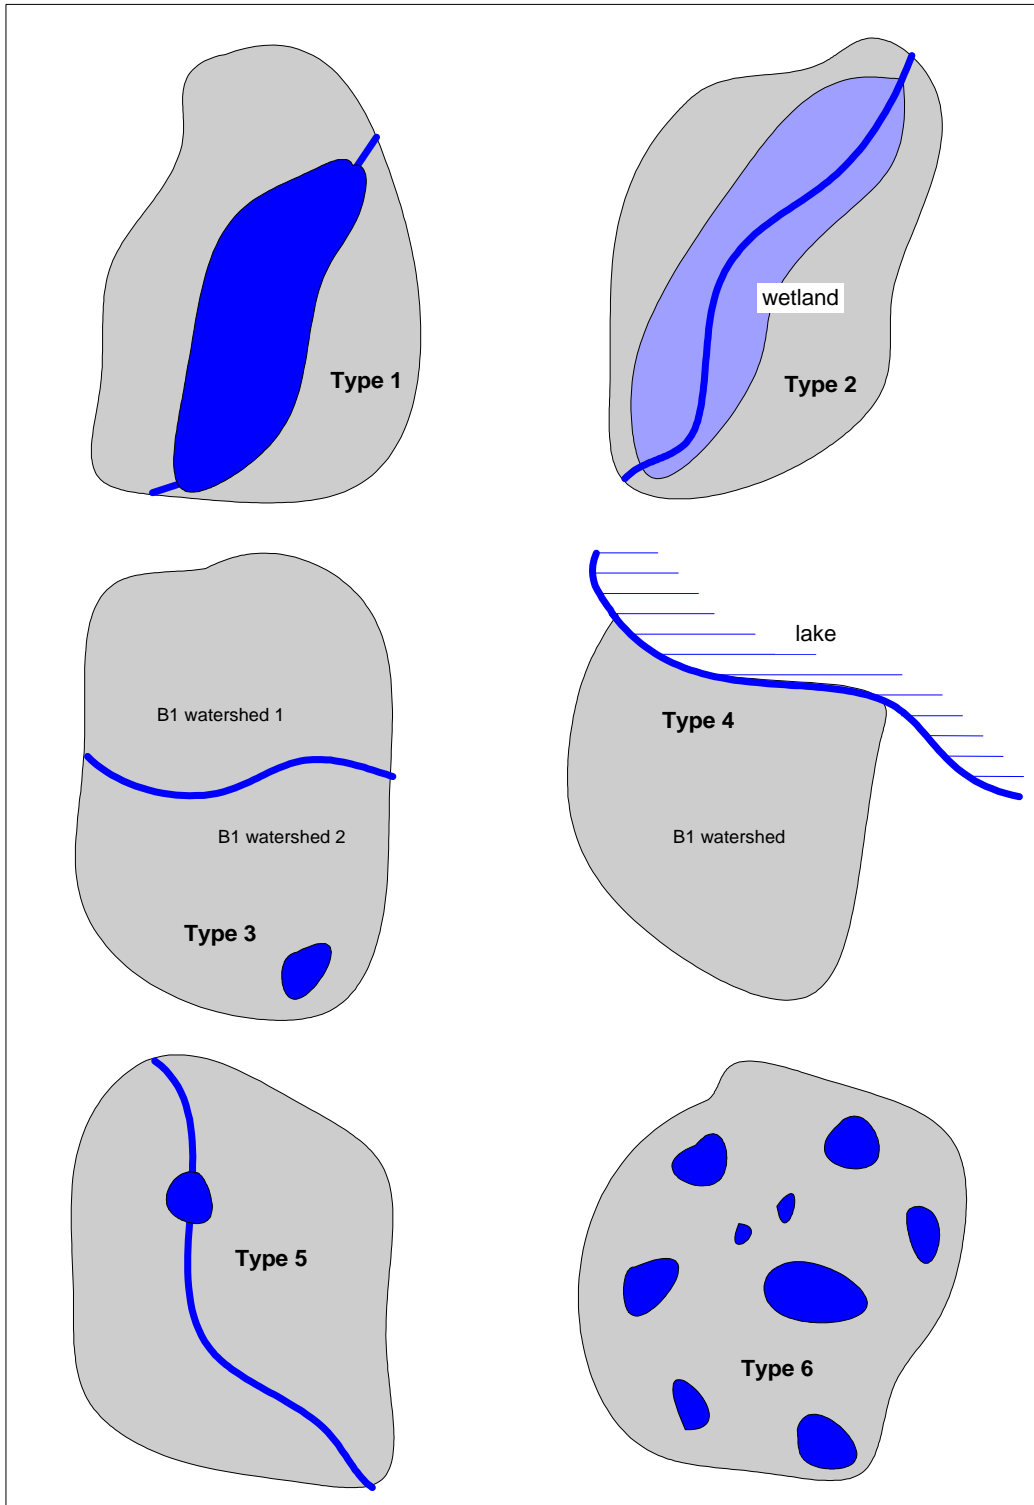 Type 1
wetland
Type 2
B1 watershed 1
B1 watershed 2
Type 3
lake
Type 4
B1 watershed
Type 5
Type 6